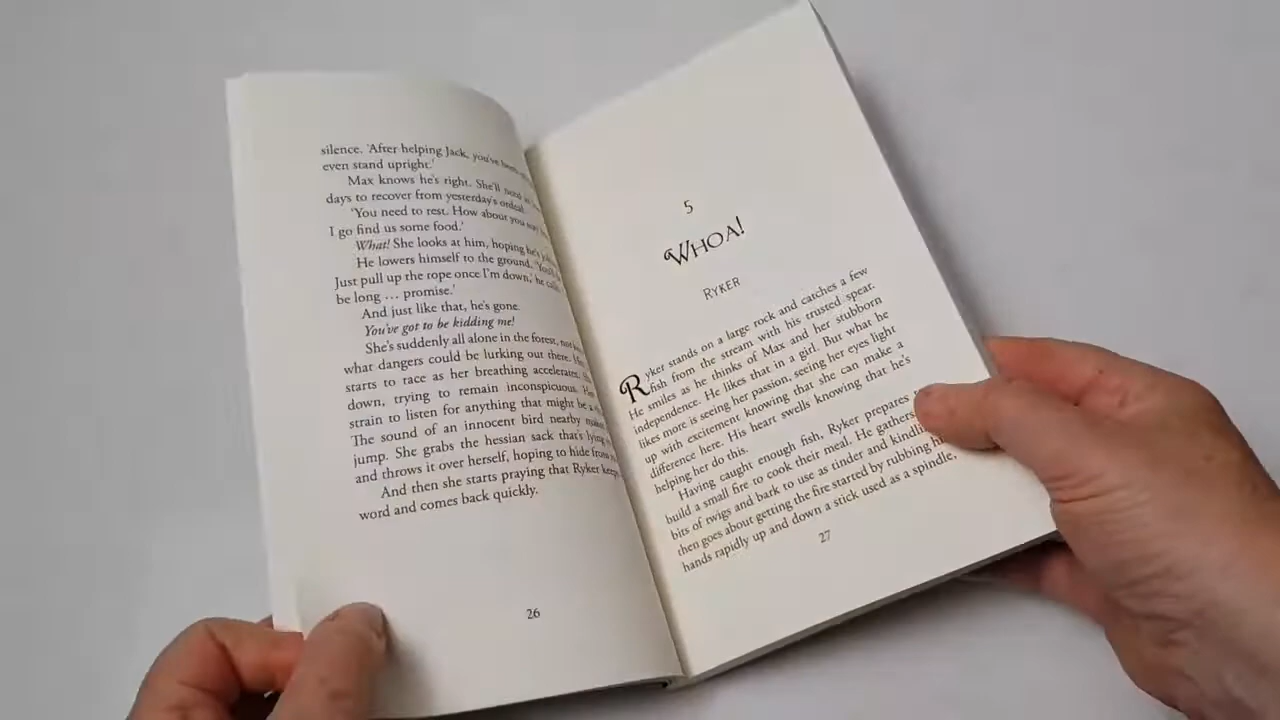 silence. 'After helping Jack, you've been
even stand upright.'
Max knows he's right. She'll need
days to recover from yesterday's ordeal.
'You need to rest. How about you stay
I go find us some food.'
What! She looks at him, hoping he's
He lowers himself to the ground. 'You'll
Just pull up the rope once I'm down,' he calls
be long … promise.'
And just like that, he's gone.
You've got to be kidding me!
She's suddenly all alone in the forest, not
what dangers could be lurking out there.
starts to race as her breathing accelerates.
down, trying to remain inconspicuous.
strain to listen for anything that might be a
The sound of an innocent bird nearby makes
jump. She grabs the hessian sack that's lying
and throws it over herself, hoping to hide from
And then she starts praying that Ryker keeps
word and comes back quickly.
26
5
WHOA!
RYKER
Ryker stands on a large rock and catches a few
fish from the stream with his trusted spear.
He smiles as he thinks of Max and her stubborn
independence. He likes that in a girl. But what he
likes more is seeing her passion, seeing her eyes light
up with excitement knowing that she can make a
difference here. His heart swells knowing that he's
helping her do this.
Having caught enough fish, Ryker prepares
build a small fire to cook their meal. He gathers
bits of twigs and bark to use as tinder and kindling
then goes about getting the fire started by rubbing his
hands rapidly up and down a stick used as a spindle,
27